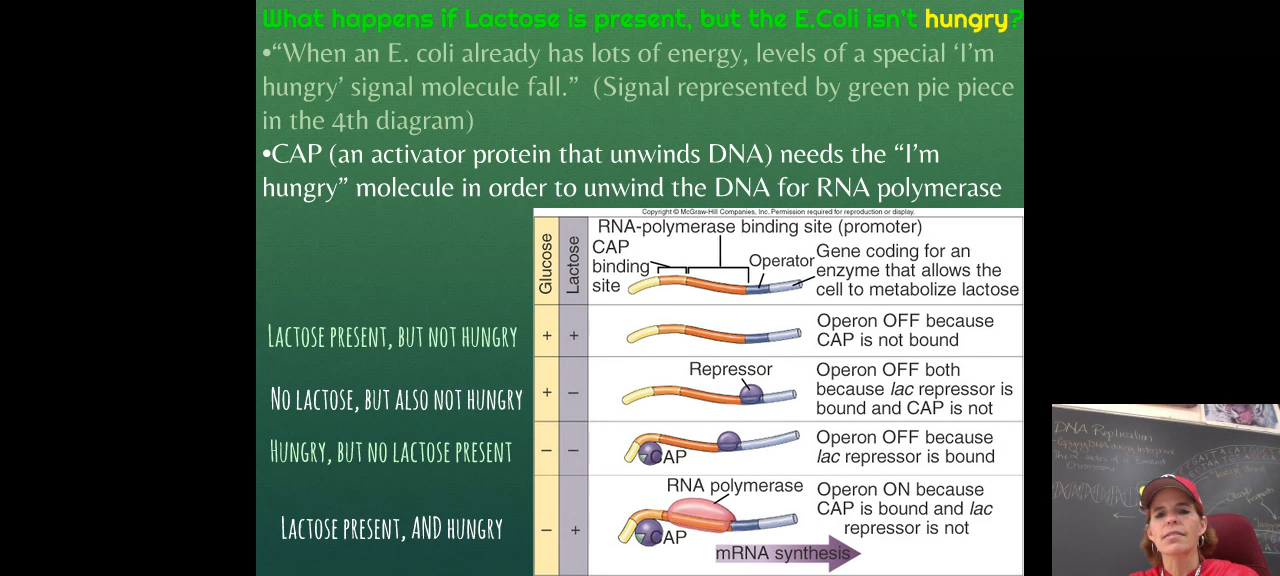 What happens if Lactose is present, but the E.Coli isn't hungry?
•“When an E. coli already has lots of energy, levels of a special ‘I’m
hungry’ signal molecule fall.”  (Signal represented by green pie piece
in the 4th diagram)
•CAP (an activator protein that unwinds DNA) needs the “I’m
hungry” molecule in order to unwind the DNA for RNA polymerase
Copyright © McGraw-Hill Companies, Inc. Permission required for reproduction or display.
Glucose
Lactose
RNA-polymerase binding site (promoter)
CAP
binding
site
Operator
Gene coding for an
enzyme that allows the
cell to metabolize lactose
Lactose present, but not hungry
+ +
Operon OFF because
CAP is not bound
No lactose, but also not hungry
+ −
Repressor
Operon OFF both
because lac repressor is
bound and CAP is not
Hungry, but no lactose present
− −
CAP
Operon OFF because
lac repressor is bound
Lactose present, AND hungry
− +
RNA polymerase
CAP
Operon ON because
CAP is bound and lac
repressor is not
mRNA synthesis
DNA Replication